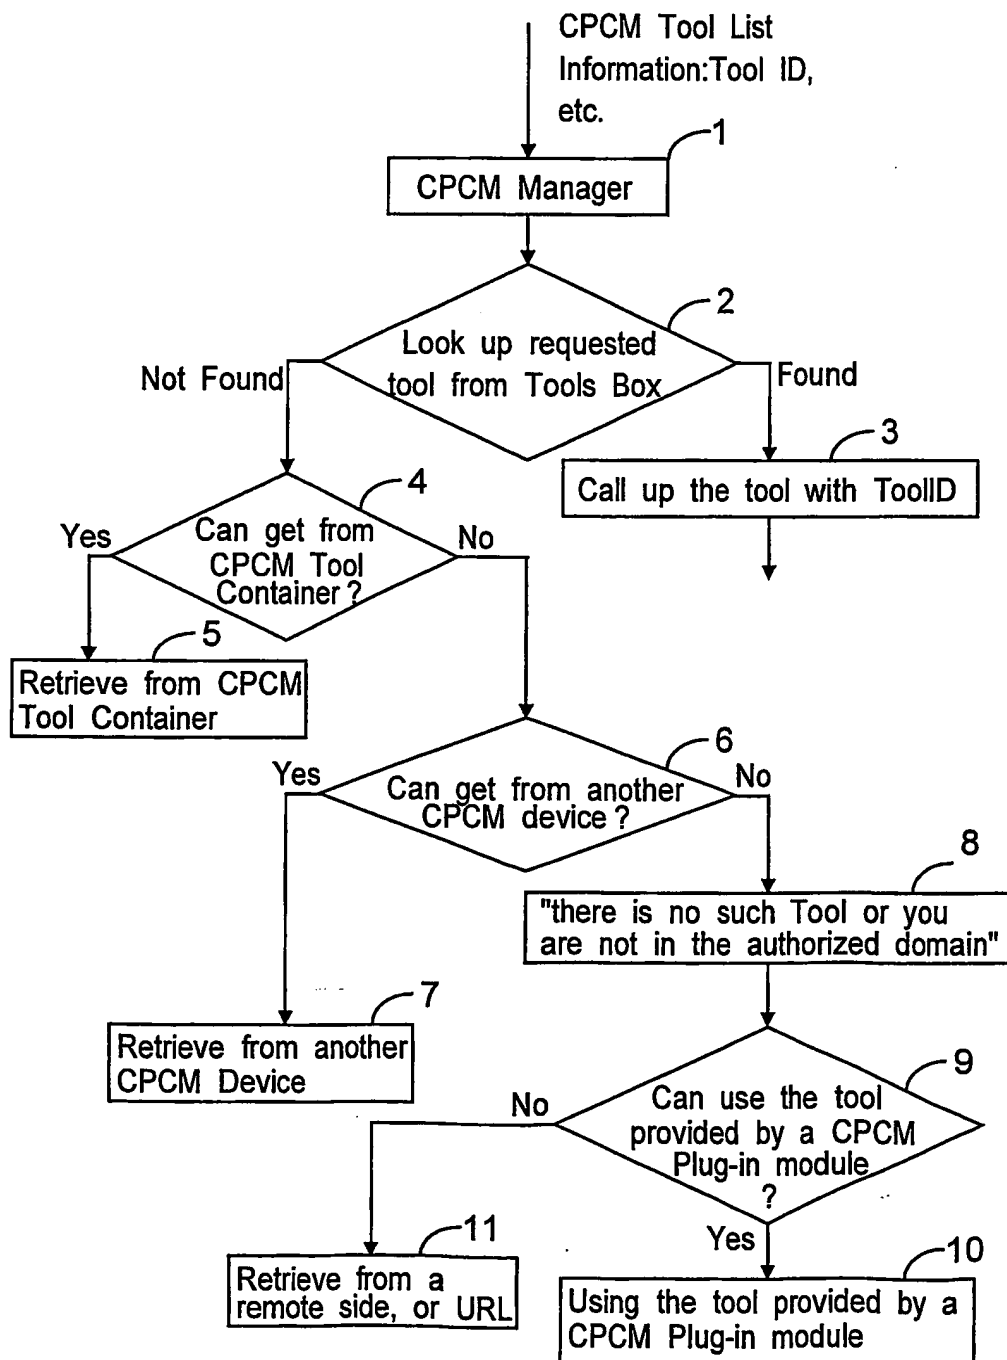 CPCM Tool List
Information:Tool ID,
etc.
1
CPCM Manager
2
Look up requested
tool from Tools Box
Not Found
Found
3
Call up the tool with ToolID
4
Can get from
CPCM Tool
Container?
Yes
No
5
Retrieve from CPCM
Tool Container
6
Can get from another
CPCM device?
Yes
No
8
"there is no such Tool or you
are not in the authorized domain"
7
Retrieve from another
CPCM Device
9
Can use the tool
provided by a CPCM
Plug-in module
?
No
Yes
11
Retrieve from a
remote side, or URL
10
Using the tool provided by a
CPCM Plug-in module